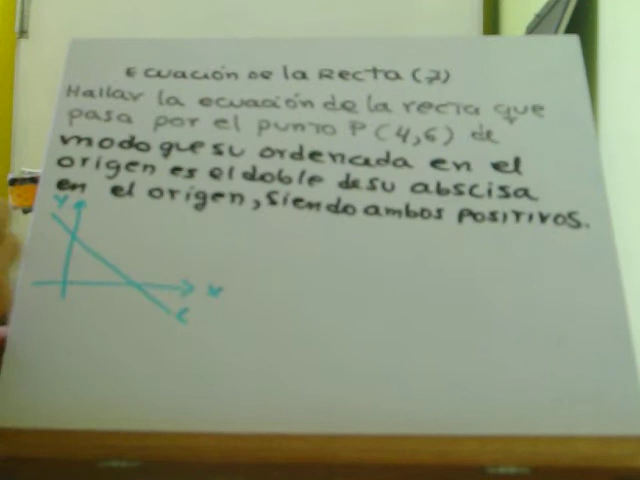 Ecuación de la Recta (7)
Hallar la ecuación de la recta que
pasa por el punto P (4,6) de
modo que su ordenada en el
origen es el doble de su abscisa
en el origen, siendo ambos positivos.
y
x